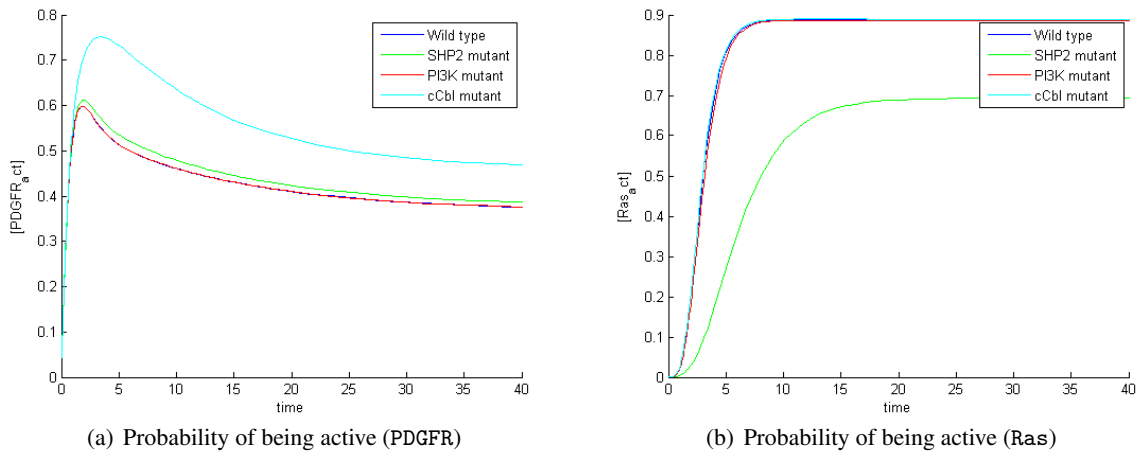 0.8
0.7
0.6
0.5
0.4
0.3
0.2
0.1
0
[PDGFR_act]
0 5 10 15 20 25 30 35 40
time
Wild type
SHP2 mutant
PI3K mutant
cCbl mutant
(a) Probability of being active (PDGFR)
0.9
0.8
0.7
0.6
0.5
0.4
0.3
0.2
0.1
0
[Ras_act]
0 5 10 15 20 25 30 35 40
time
Wild type
SHP2 mutant
PI3K mutant
cCbl mutant
(b) Probability of being active (Ras)